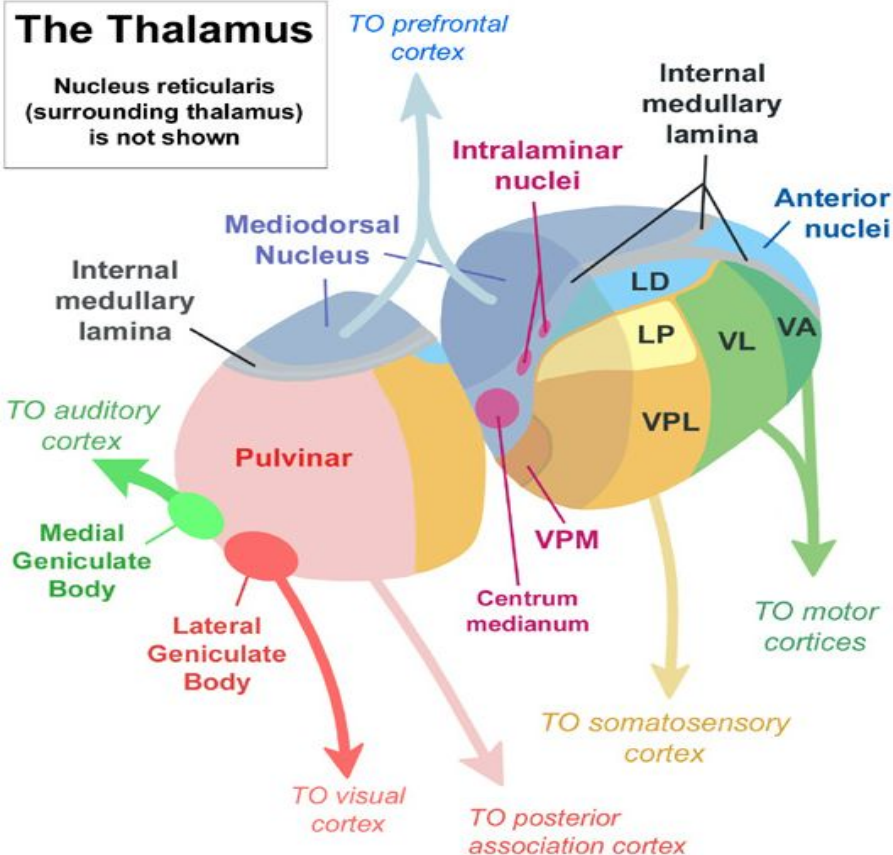 The Thalamus
Nucleus reticularis
(surrounding thalamus)
is not shown
TO prefrontal
cortex
Internal
medullary
lamina
Intralaminar
nuclei
Anterior
nuclei
Mediodorsal
Nucleus
Internal
medullary
lamina
LD
LP
VL
VA
VPL
TO auditory
cortex
Pulvinar
Medial
Geniculate
Body
VPM
Centrum
medianum
Lateral
Geniculate
Body
TO motor
cortices
TO somatosensory
cortex
TO visual
cortex
TO posterior
association cortex